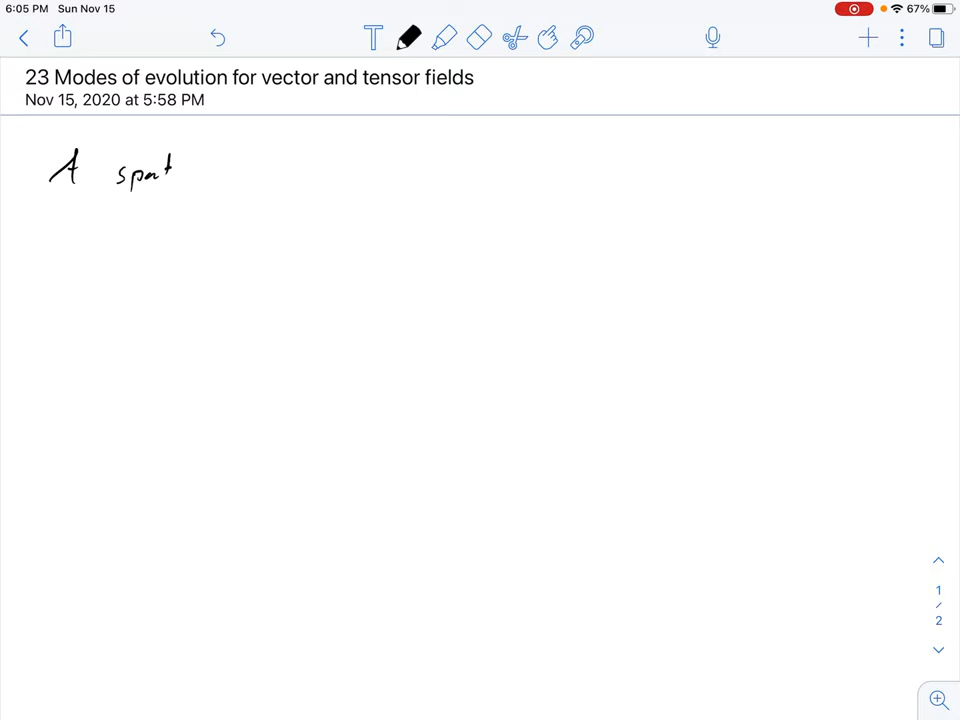 6:05 PM Sun Nov 15
67%
T
23 Modes of evolution for vector and tensor fields
Nov 15, 2020 at 5:58 PM
A spat
1
/
2